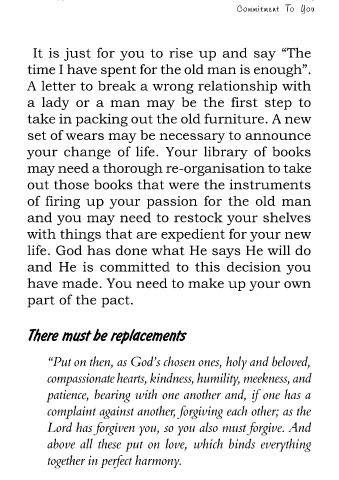 Commitment To You
It is just for you to rise up and say “The
time I have spent for the old man is enough”.
A letter to break a wrong relationship with
a lady or a man may be the first step to
take in packing out the old furniture. A new
set of wears may be necessary to announce
your change of life. Your library of books
may need a thorough re-organisation to take
out those books that were the instruments
of firing up your passion for the old man
and you may need to restock your shelves
with things that are expedient for your new
life. God has done what He says He will do
and He is committed to this decision you
have made. You need to make up your own
part of the pact.
There must be replacements
“Put on then, as God’s chosen ones, holy and beloved,
compassionate hearts, kindness, humility, meekness, and
patience, bearing with one another and, if one has a
complaint against another, forgiving each other; as the
Lord has forgiven you, so you also must forgive. And
above all these put on love, which binds everything
together in perfect harmony.